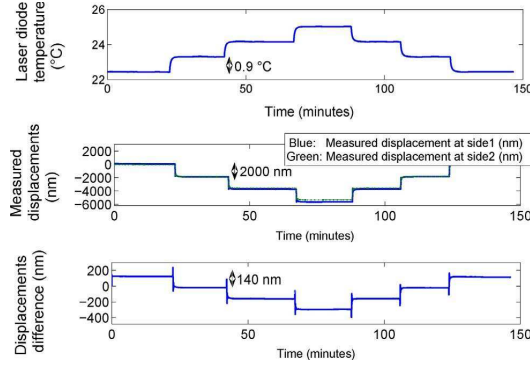 Laser diode
temperature
(°C)
26
24
22
0.9 °C
0
50
100
150
Time (minutes)
Blue: Measured displacement at side1 (nm)
Green: Measured displacement at side2 (nm)
Measured
displacements
(nm)
2000
0
−2000
−4000
−6000
2000 nm
0
50
100
150
Time (minutes)
Displacements
difference (nm)
200
0
−200
−400
140 nm
0
50
100
150
Time (minutes)